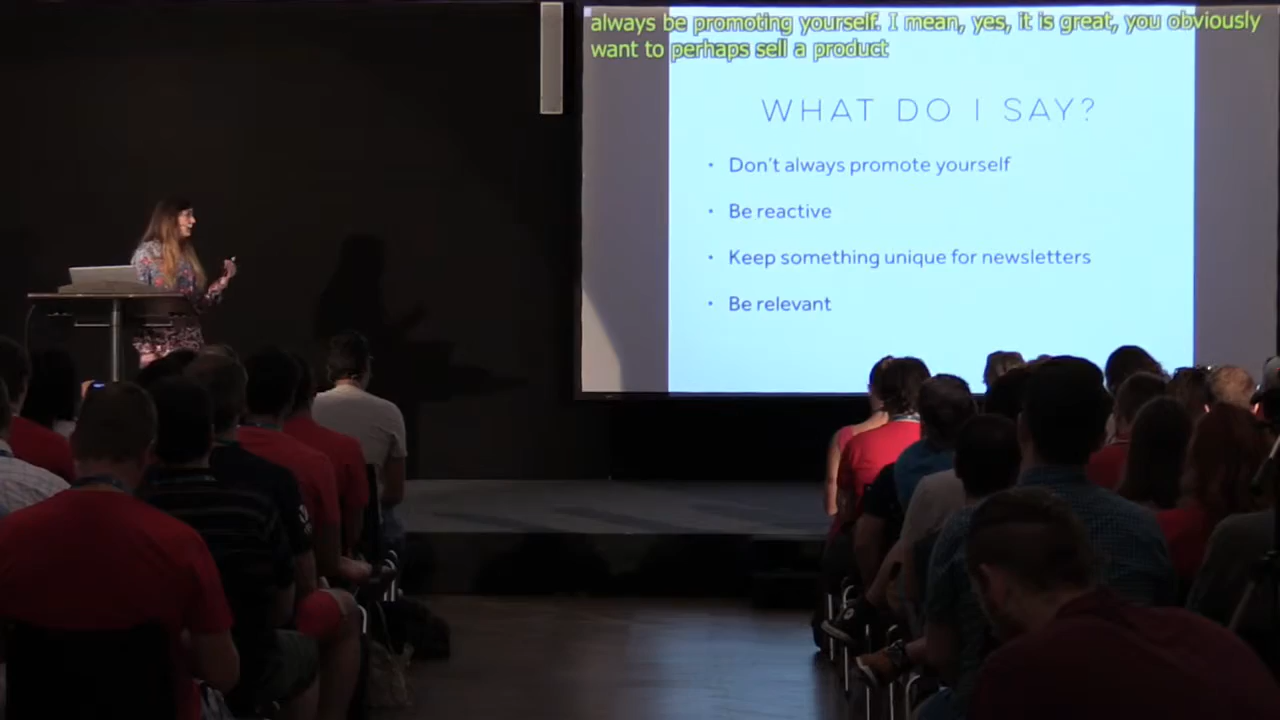 always be promoting yourself. I mean, yes, it is great, you obviously
want to perhaps sell a product
WHAT DO I SAY?
• Don't always promote yourself
• Be reactive
• Keep something unique for newsletters
• Be relevant